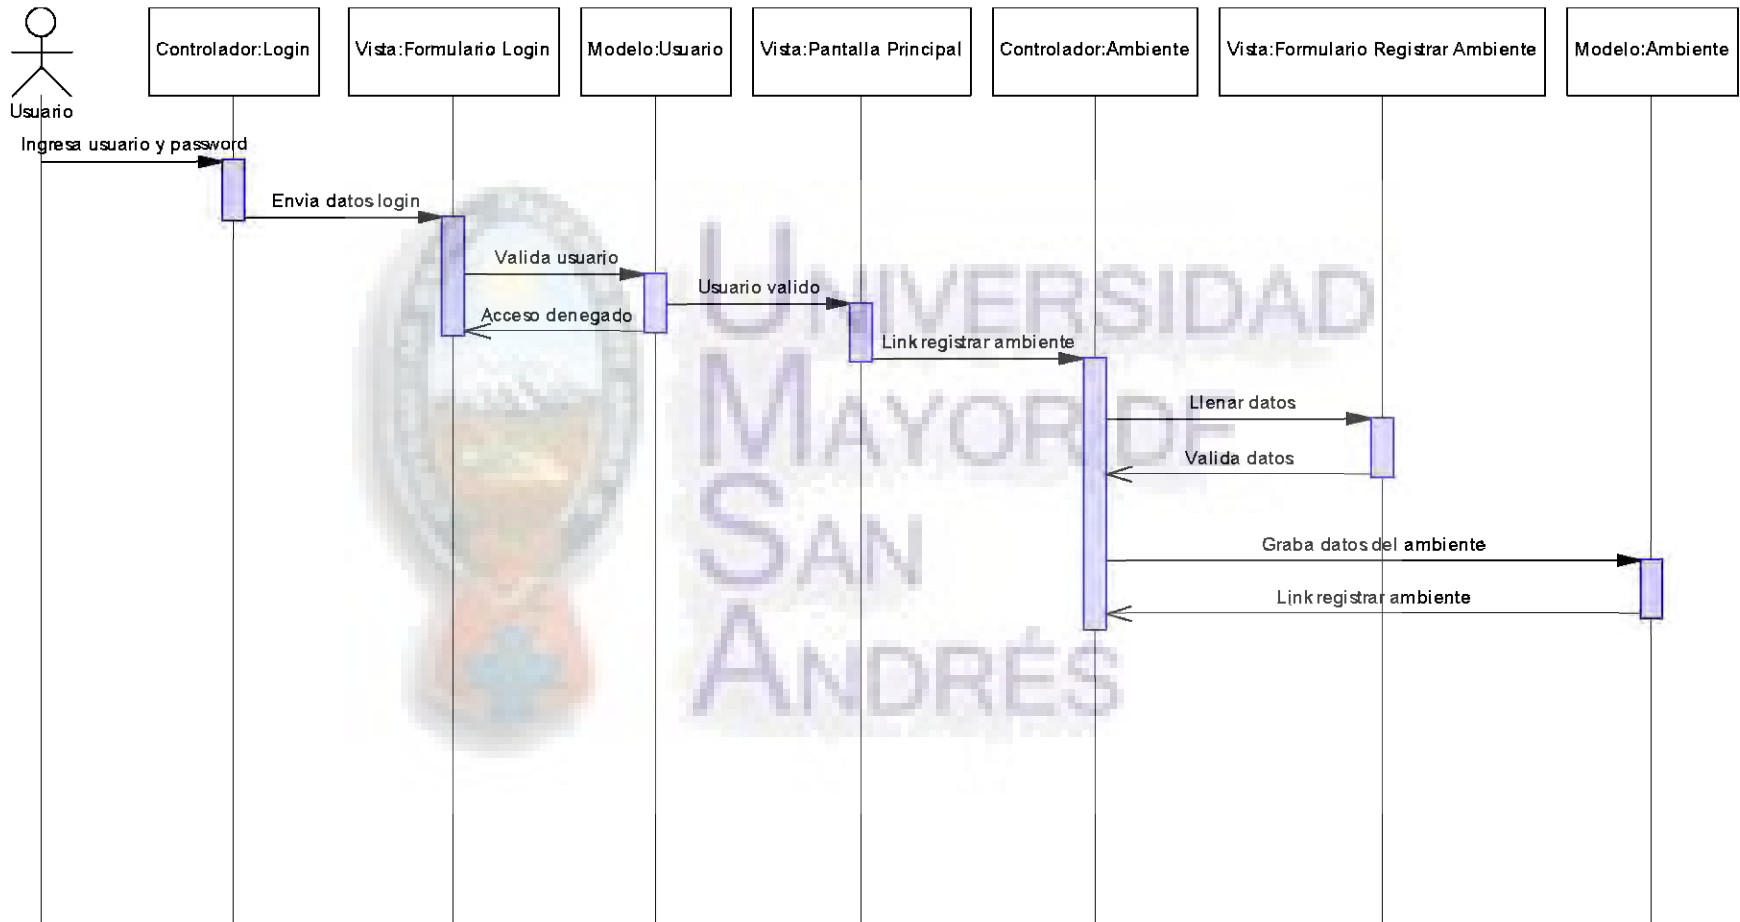 Controlador:Login
Vista:Formulario Login
Modelo:Usuario
Vista:Pantalla Principal
Controlador:Ambiente
Vista:Formulario Registrar Ambiente
Modelo:Ambiente
Usuario
Ingresa usuario y password
Envia datos login
Valida usuario
Usuario valido
Acceso denegado
Link registrar ambiente
Llenar datos
Valida datos
Graba datos del ambiente
Link registrar ambiente
UNIVERSIDAD
MAYOR DE
SAN
ANDRÉS